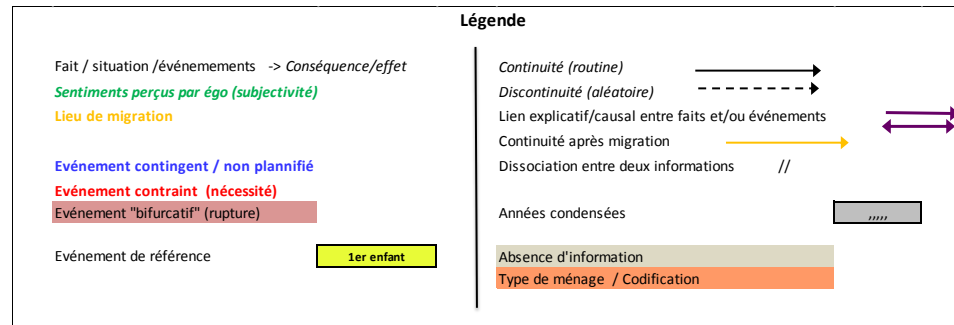 Légende
Fait / situation /événemements -> Conséquence/effet
Sentiments perçus par égo (subjectivité)
Lieu de migration
Evénement contingent / non plannifié
Evénement contraint (nécessité)
Evénement "bifurcatif" (rupture)
Evénement de référence 1er enfant
Continuité (routine)
Discontinuité (aléatoire)
Lien explicatif/causal entre faits et/ou événements
Continuité après migration
Dissociation entre deux informations //
Années condensées ,,,,,
Absence d'information
Type de ménage / Codification